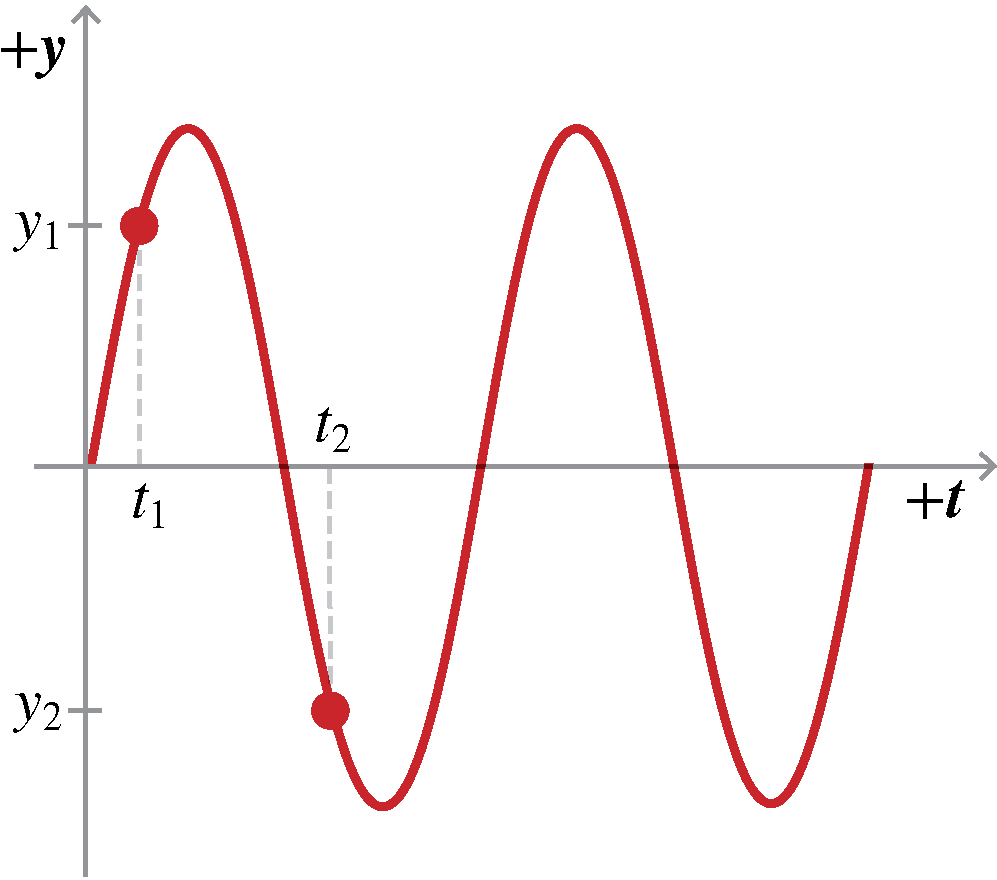 +y
y₁
t₂
t₁
+t
y₂